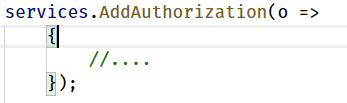 services.AddAuthorization(o =>
{
//....
});